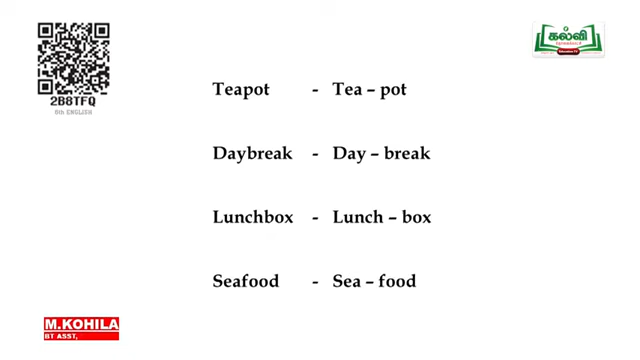 2B8TFQ
6th ENGLISH
கல்வி
Teapot - Tea – pot
Daybreak - Day – break
Lunchbox - Lunch – box
Seafood - Sea – food
M.KOHILA
BT ASST,